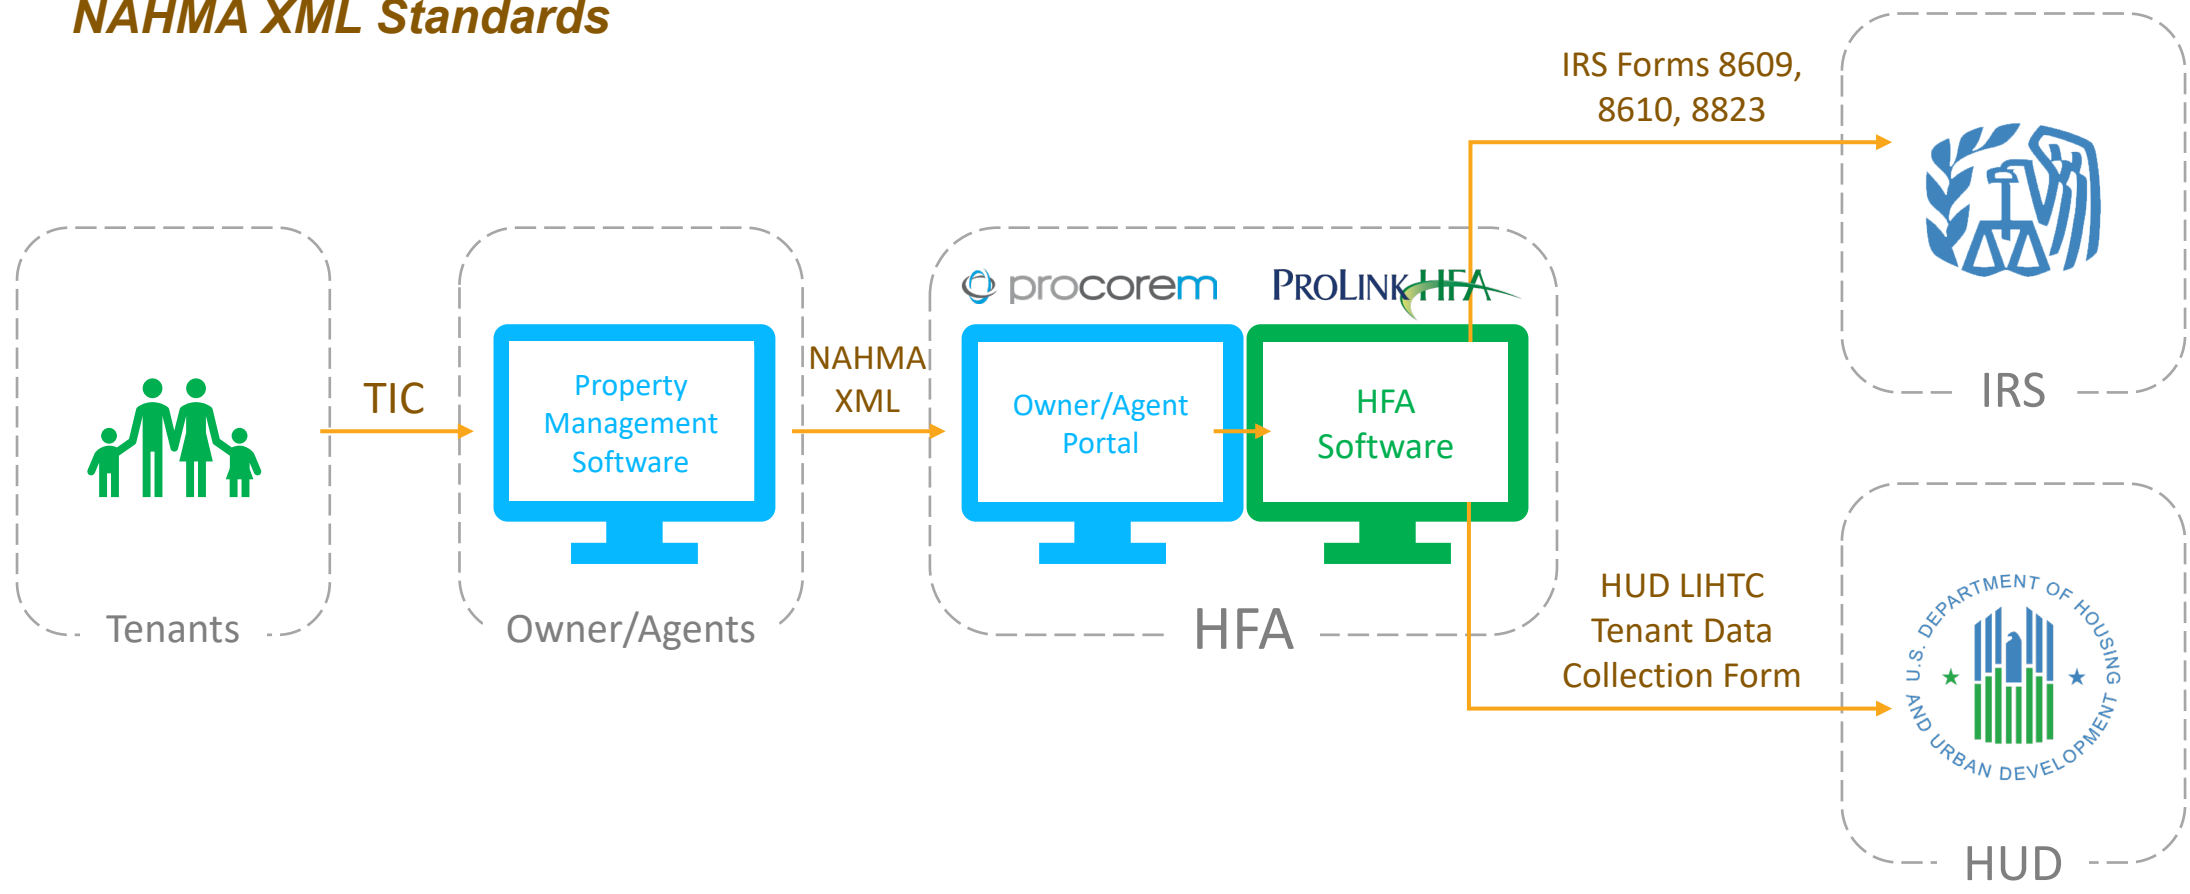 NAHMA XML Standards
IRS Forms 8609,
8610, 8823
IRS
procorem
PROLINK HFA
TIC
Property
Management
Software
NAHMA
XML
Owner/Agent
Portal
HFA
Software
Tenants
Owner/Agents
HFA
HUD LIHTC
Tenant Data
Collection Form
U.S. DEPARTMENT OF HOUSING
AND URBAN DEVELOPMENT
HUD